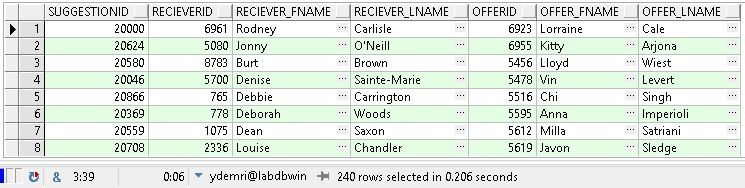 SUGGESTIONID RECIEVERID RECIEVER_FNAME RECIEVER_LNAME OFFERID OFFER_FNAME OFFER_LNAME
1 20000 6961 Rodney ... Carlisle ... 6923 Lorraine ... Cale ...
2 20624 5080 Jonny ... O'Neill ... 6955 Kitty ... Arjona ...
3 20580 8783 Burt ... Brown ... 5456 Lloyd ... Wiest ...
4 20046 5700 Denise ... Sainte-Marie ... 5478 Vin ... Levert ...
5 20866 765 Debbie ... Carrington ... 5516 Chi ... Singh ...
6 20369 778 Deborah ... Woods ... 5595 Anna ... Imperioli ...
7 20559 1075 Dean ... Saxon ... 5612 Milla ... Satriani ...
8 20708 2336 Louise ... Chandler ... 5619 Javon ... Sledge ...
& 3:39 0:06 ydemri@labdbwin 240 rows selected in 0.206 seconds